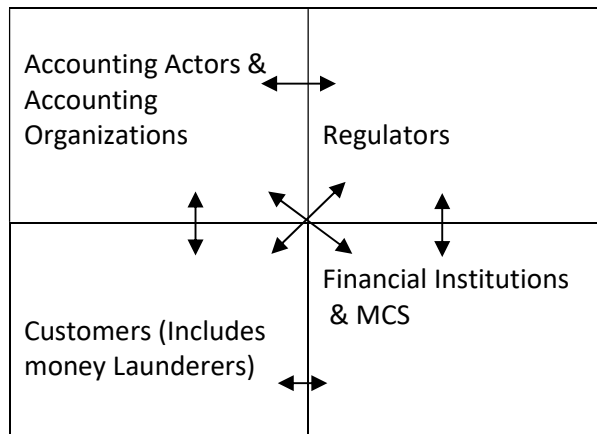 Accounting Actors &
Accounting
Organizations
Regulators
Customers (Includes
money Launderers)
Financial Institutions
& MCS